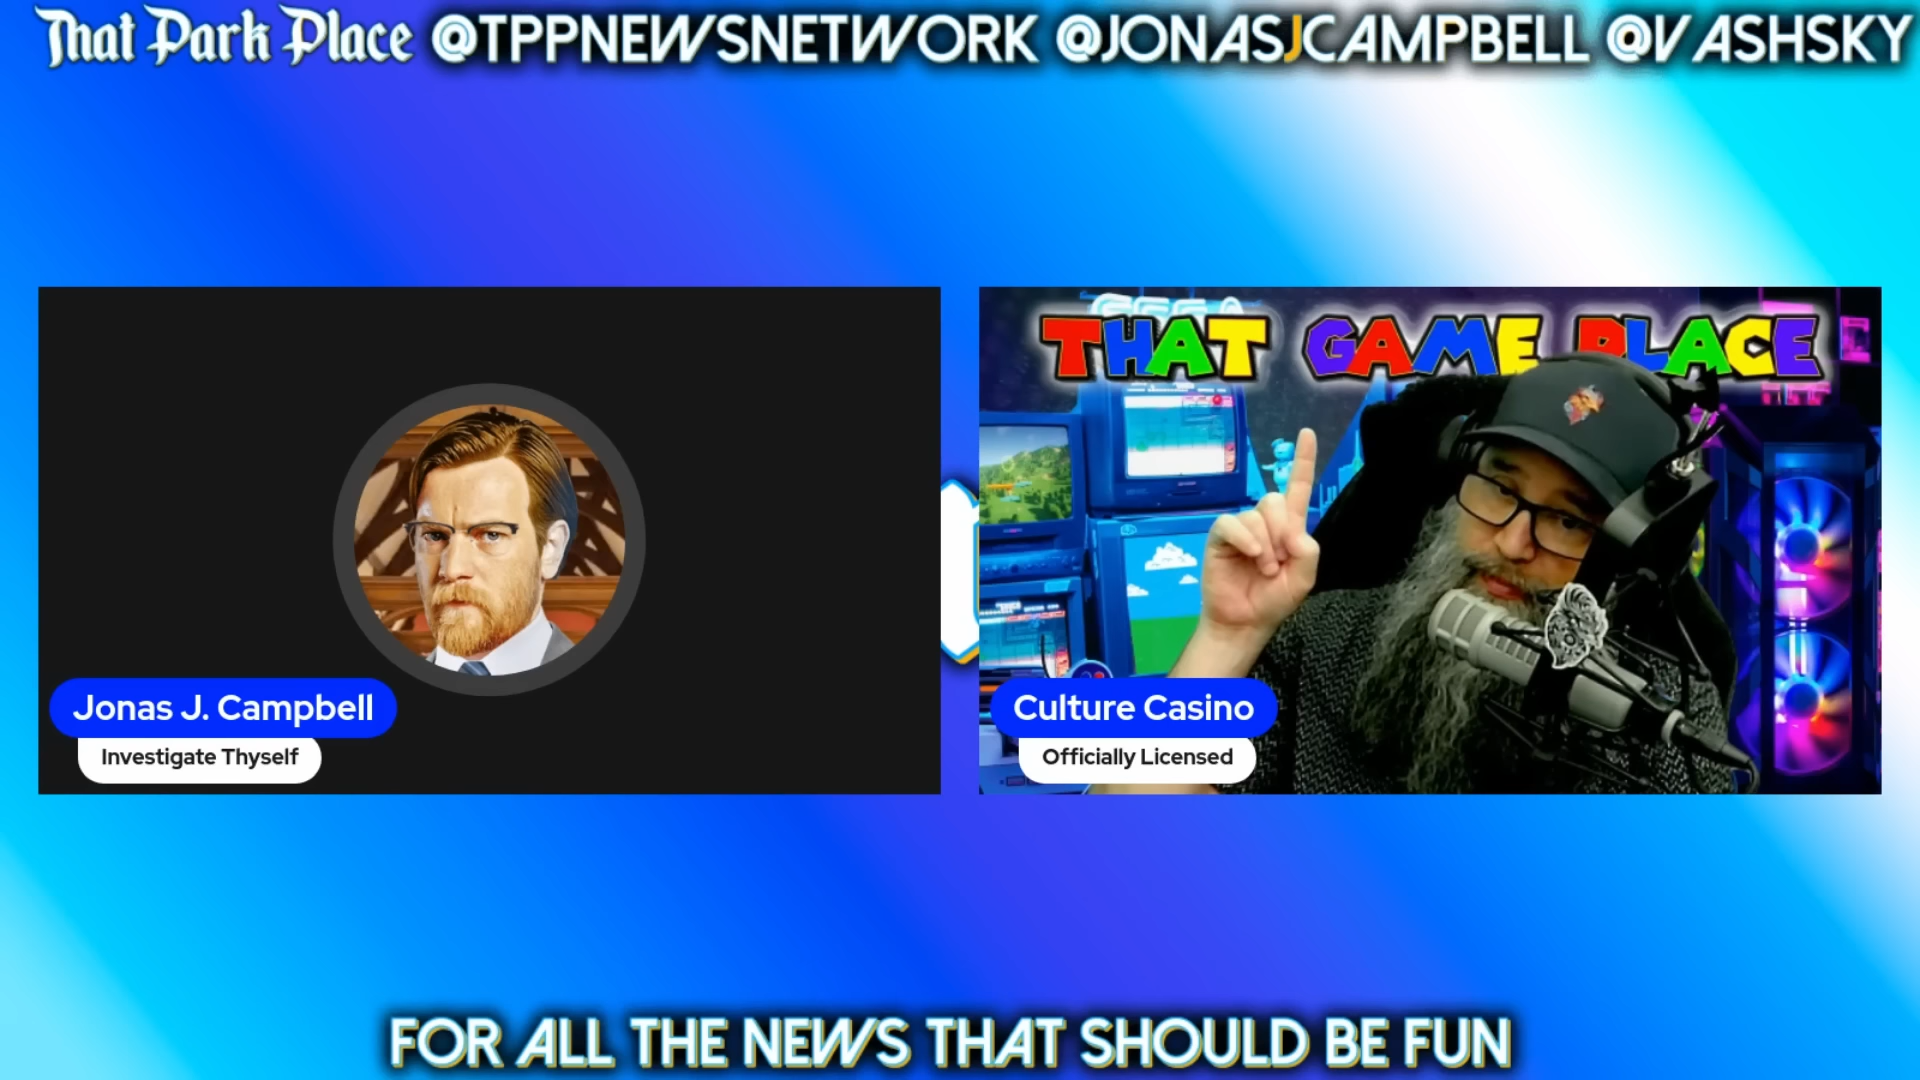 That Park Place @TPPNEWSNETWORK @JONASJCAMPBELL @VASHSKY
THAT GAME PLACE
Jonas J. Campbell
Investigate Thyself
Culture Casino
Officially Licensed
FOR ALL THE NEWS THAT SHOULD BE FUN